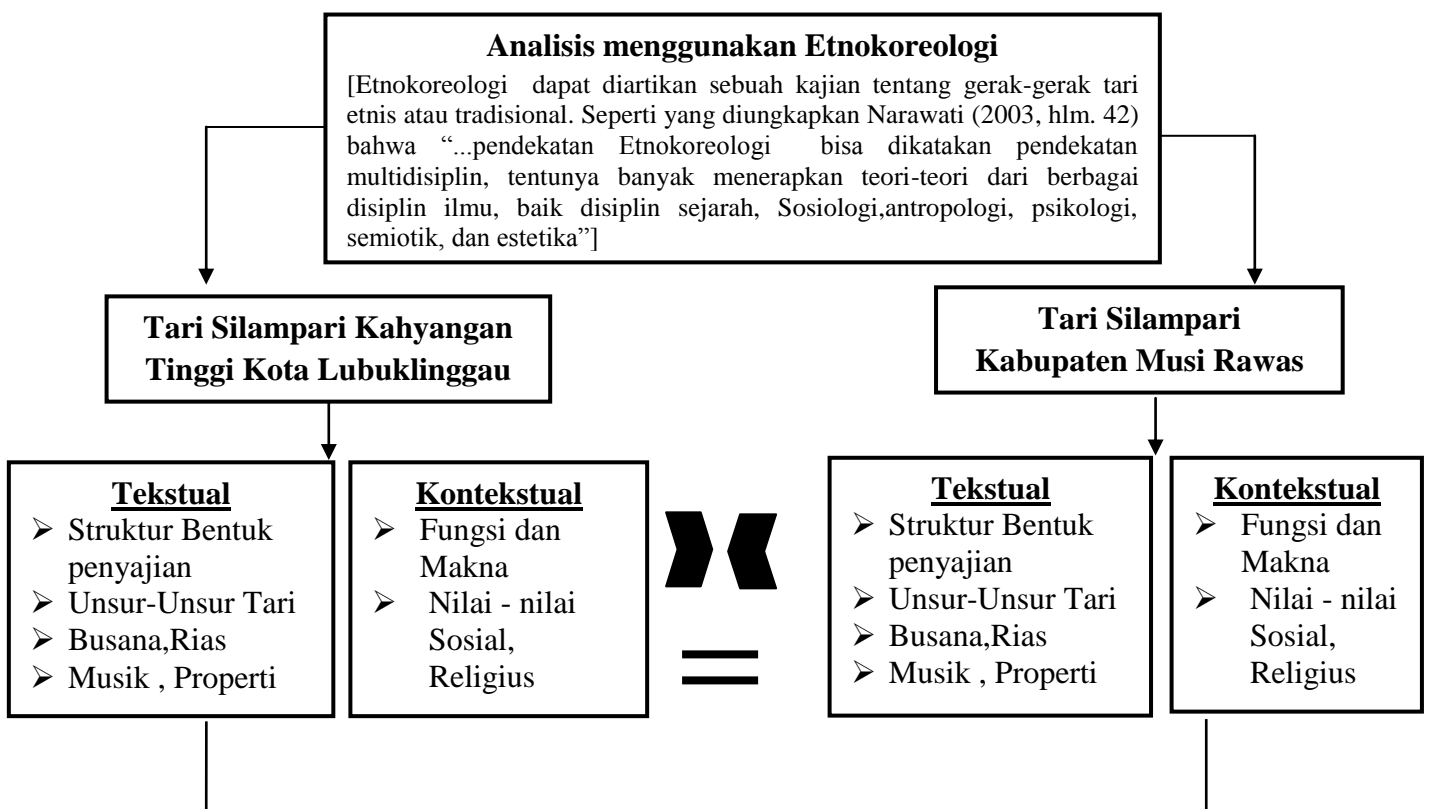 Analisis menggunakan Etnokoreologi
[Etnokoreologi dapat diartikan sebuah kajian tentang gerak-gerak tari
etnis atau tradisional. Seperti yang diungkapkan Narawati (2003, hlm. 42)
bahwa “...pendekatan Etnokoreologi bisa dikatakan pendekatan
multidisiplin, tentunya banyak menerapkan teori-teori dari berbagai
disiplin ilmu, baik disiplin sejarah, Sosiologi,antropologi, psikologi,
semiotik, dan estetika”]
Tari Silampari Kahyangan
Tinggi Kota Lubuklinggau
Tari Silampari
Kabupaten Musi Rawas
Tekstual
➢ Struktur Bentuk
penyajian
➢ Unsur-Unsur Tari
➢ Busana,Rias
➢ Musik , Properti
Kontekstual
➢ Fungsi dan
Makna
➢ Nilai - nilai
Sosial,
Religius
=
Tekstual
➢ Struktur Bentuk
penyajian
➢ Unsur-Unsur Tari
➢ Busana,Rias
➢ Musik , Properti
Kontekstual
➢ Fungsi dan
Makna
➢ Nilai - nilai
Sosial,
Religius